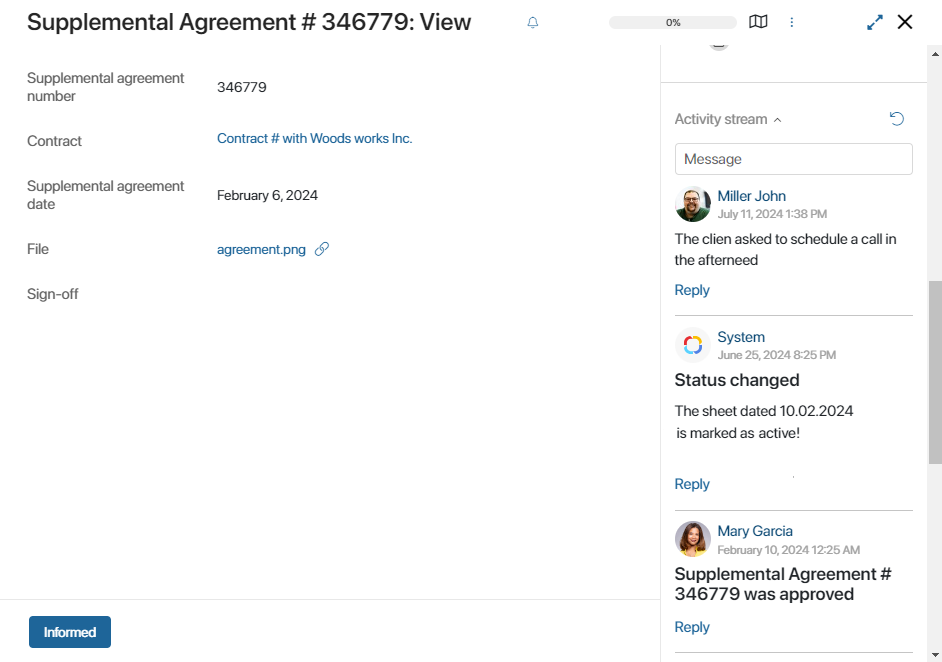 Supplemental Agreement # 346779: View
0%
Supplemental agreement
number
346779
Contract
Contract # with Woods works Inc.
Supplemental agreement
date
February 6, 2024
File
agreement.png
Sign-off
Informed
Activity stream
Message
Miller John
July 11, 2024 1:38 PM
The clien asked to schedule a call in
the afterneed
Reply
System
June 25, 2024 8:25 PM
Status changed
The sheet dated 10.02.2024
is marked as active!
Reply
Mary Garcia
February 10, 2024 12:25 AM
Supplemental Agreement #
346779 was approved
Reply